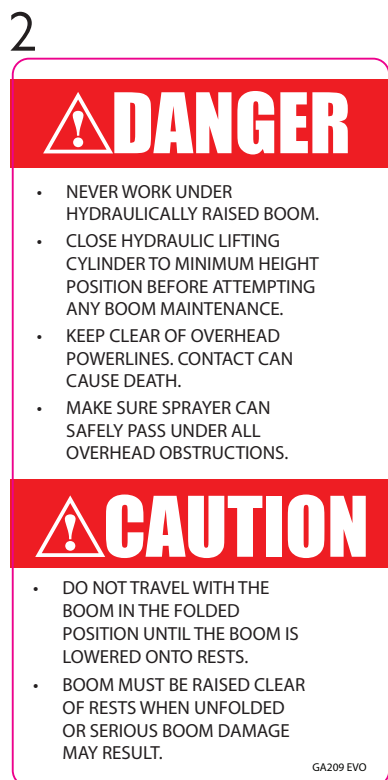 2
DANGER
• NEVER WORK UNDER
HYDRAULICALLY RAISED BOOM.
• CLOSE HYDRAULIC LIFTING
CYLINDER TO MINIMUM HEIGHT
POSITION BEFORE ATTEMPTING
ANY BOOM MAINTENANCE.
• KEEP CLEAR OF OVERHEAD
POWERLINES. CONTACT CAN
CAUSE DEATH.
• MAKE SURE SPRAYER CAN
SAFELY PASS UNDER ALL
OVERHEAD OBSTRUCTIONS.
CAUTION
• DO NOT TRAVEL WITH THE
BOOM IN THE FOLDED
POSITION UNTIL THE BOOM IS
LOWERED ONTO RESTS.
• BOOM MUST BE RAISED CLEAR
OF RESTS WHEN UNFOLDED
OR SERIOUS BOOM DAMAGE
MAY RESULT.
GA209 EVO